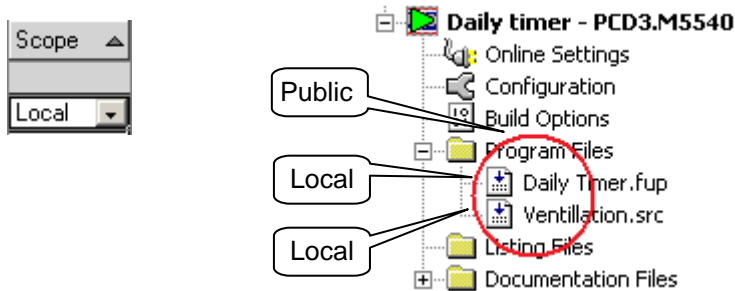 Scope
Local
Daily timer - PCD3.M5540
Online Settings
Configuration
Public
Build Options
Program Files
Local
Daily Timer.fup
Ventillation.src
Local
Listing Files
Documentation Files